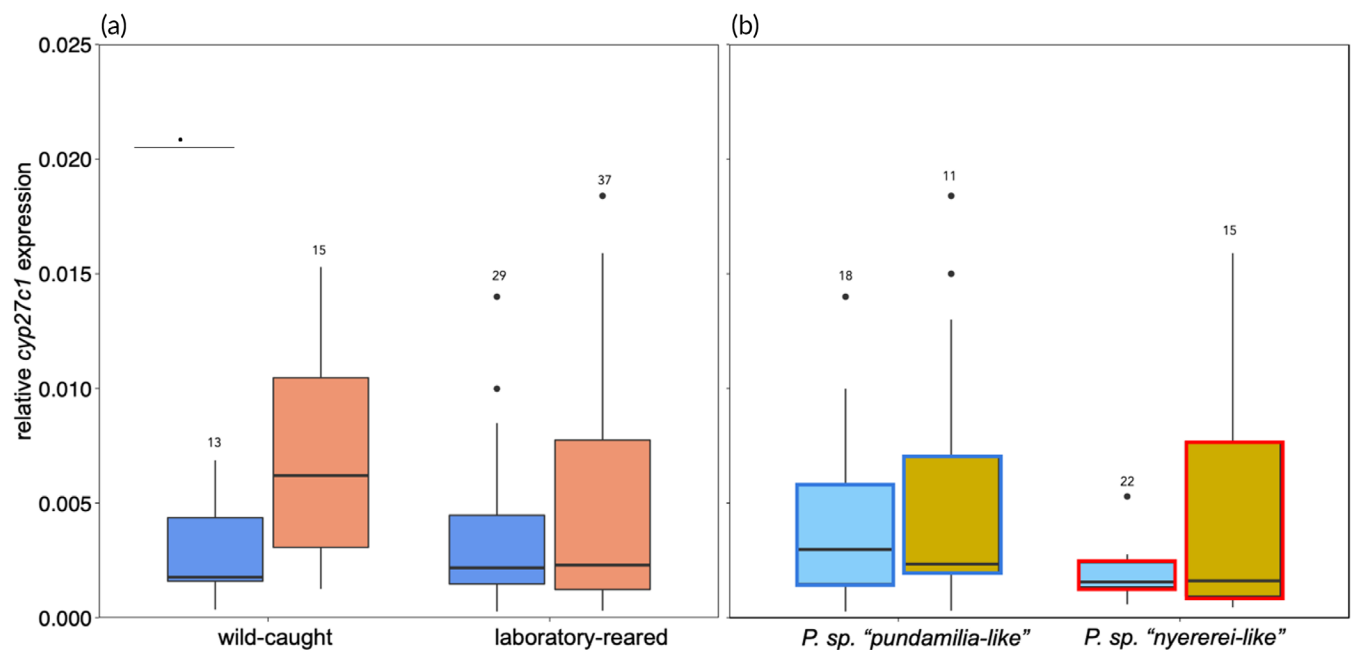 (a)
(b)
relative cyp27c1 expression
0.025
0.020
0.015
0.010
0.005
0.000
13
15
29
37
18
11
22
15
wild-caught
laboratory-reared
P. sp. “pundamilia-like”
P. sp. “nyererei-like”